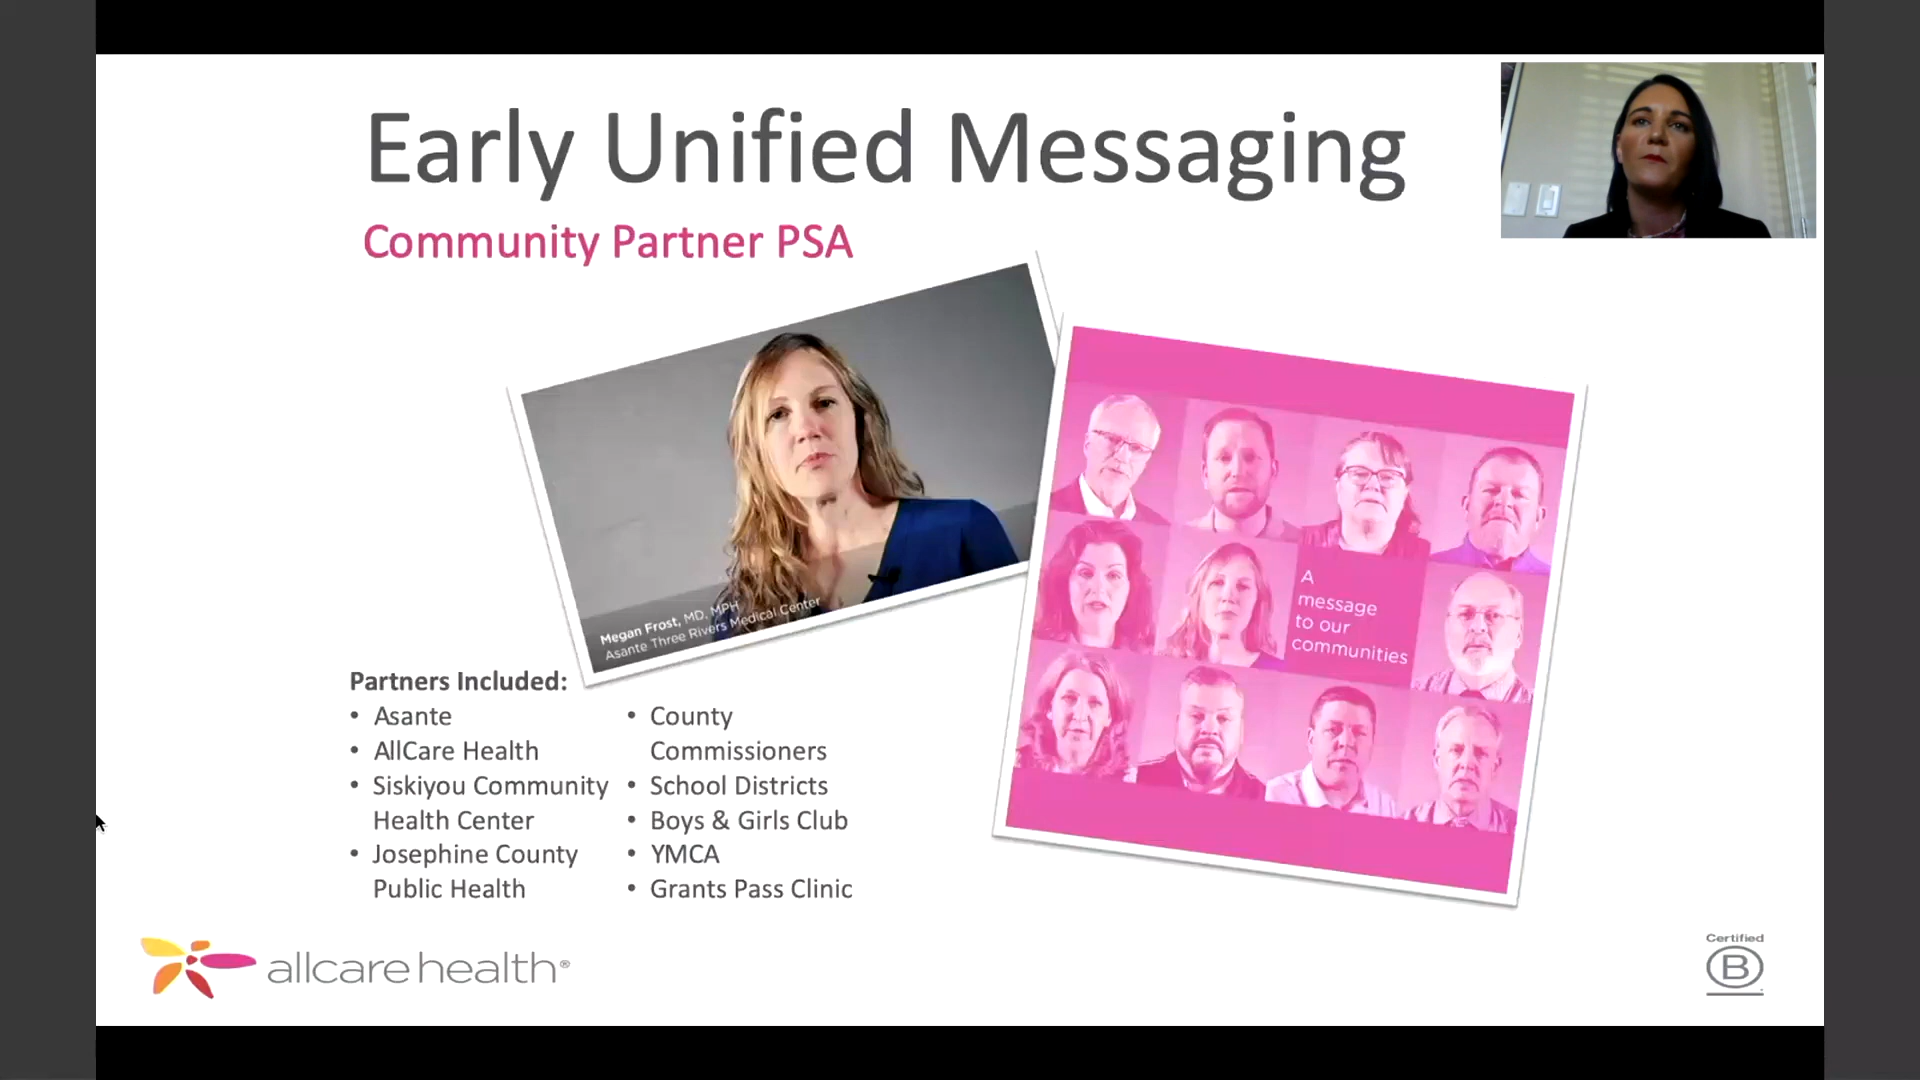 Early Unified Messaging
Community Partner PSA
Megan Frost, MD, MPH
Asante Three Rivers Medical Center
A
message
to our
communities
Partners Included:
• Asante
• AllCare Health
• Siskiyou Community
Health Center
• Josephine County
Public Health
• County
Commissioners
• School Districts
• Boys & Girls Club
• YMCA
• Grants Pass Clinic
allcare health®
Certified
B